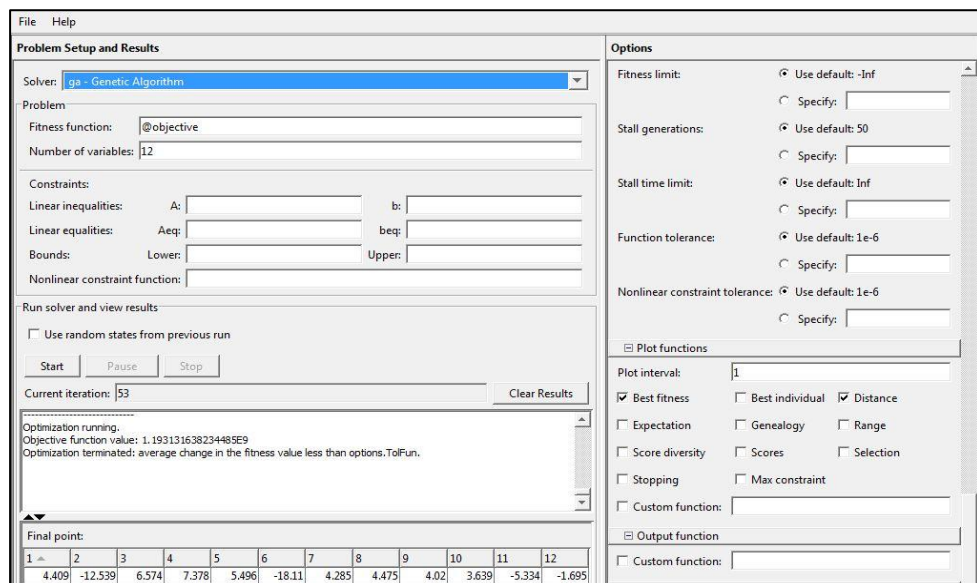 File Help
Problem Setup and Results
Solver: ga - Genetic Algorithm
Problem
Fitness function: @objective
Number of variables: 12
Constraints:
Linear inequalities: A: b:
Linear equalities: Aeq: beq:
Bounds: Lower: Upper:
Nonlinear constraint function:
Run solver and view results
Use random states from previous run
Start Pause Stop
Current iteration: 53 Clear Results
Optimization running.
Objective function value: 1.193131638234485E9
Optimization terminated: average change in the fitness value less than options.TolFun.
Final point:
1 2 3 4 5 6 7 8 9 10 11 12
4.409 -12.539 6.574 7.378 5.496 -18.11 4.285 4.475 4.02 3.639 -5.334 -1.695
Options
Fitness limit: Use default: -Inf
Specify:
Stall generations: Use default: 50
Specify:
Stall time limit: Use default: Inf
Specify:
Function tolerance: Use default: 1e-6
Specify:
Nonlinear constraint tolerance: Use default: 1e-6
Specify:
Plot functions
Plot interval: 1
Best fitness Best individual Distance
Expectation Genealogy Range
Score diversity Scores Selection
Stopping Max constraint
Custom function:
Output function
Custom function: